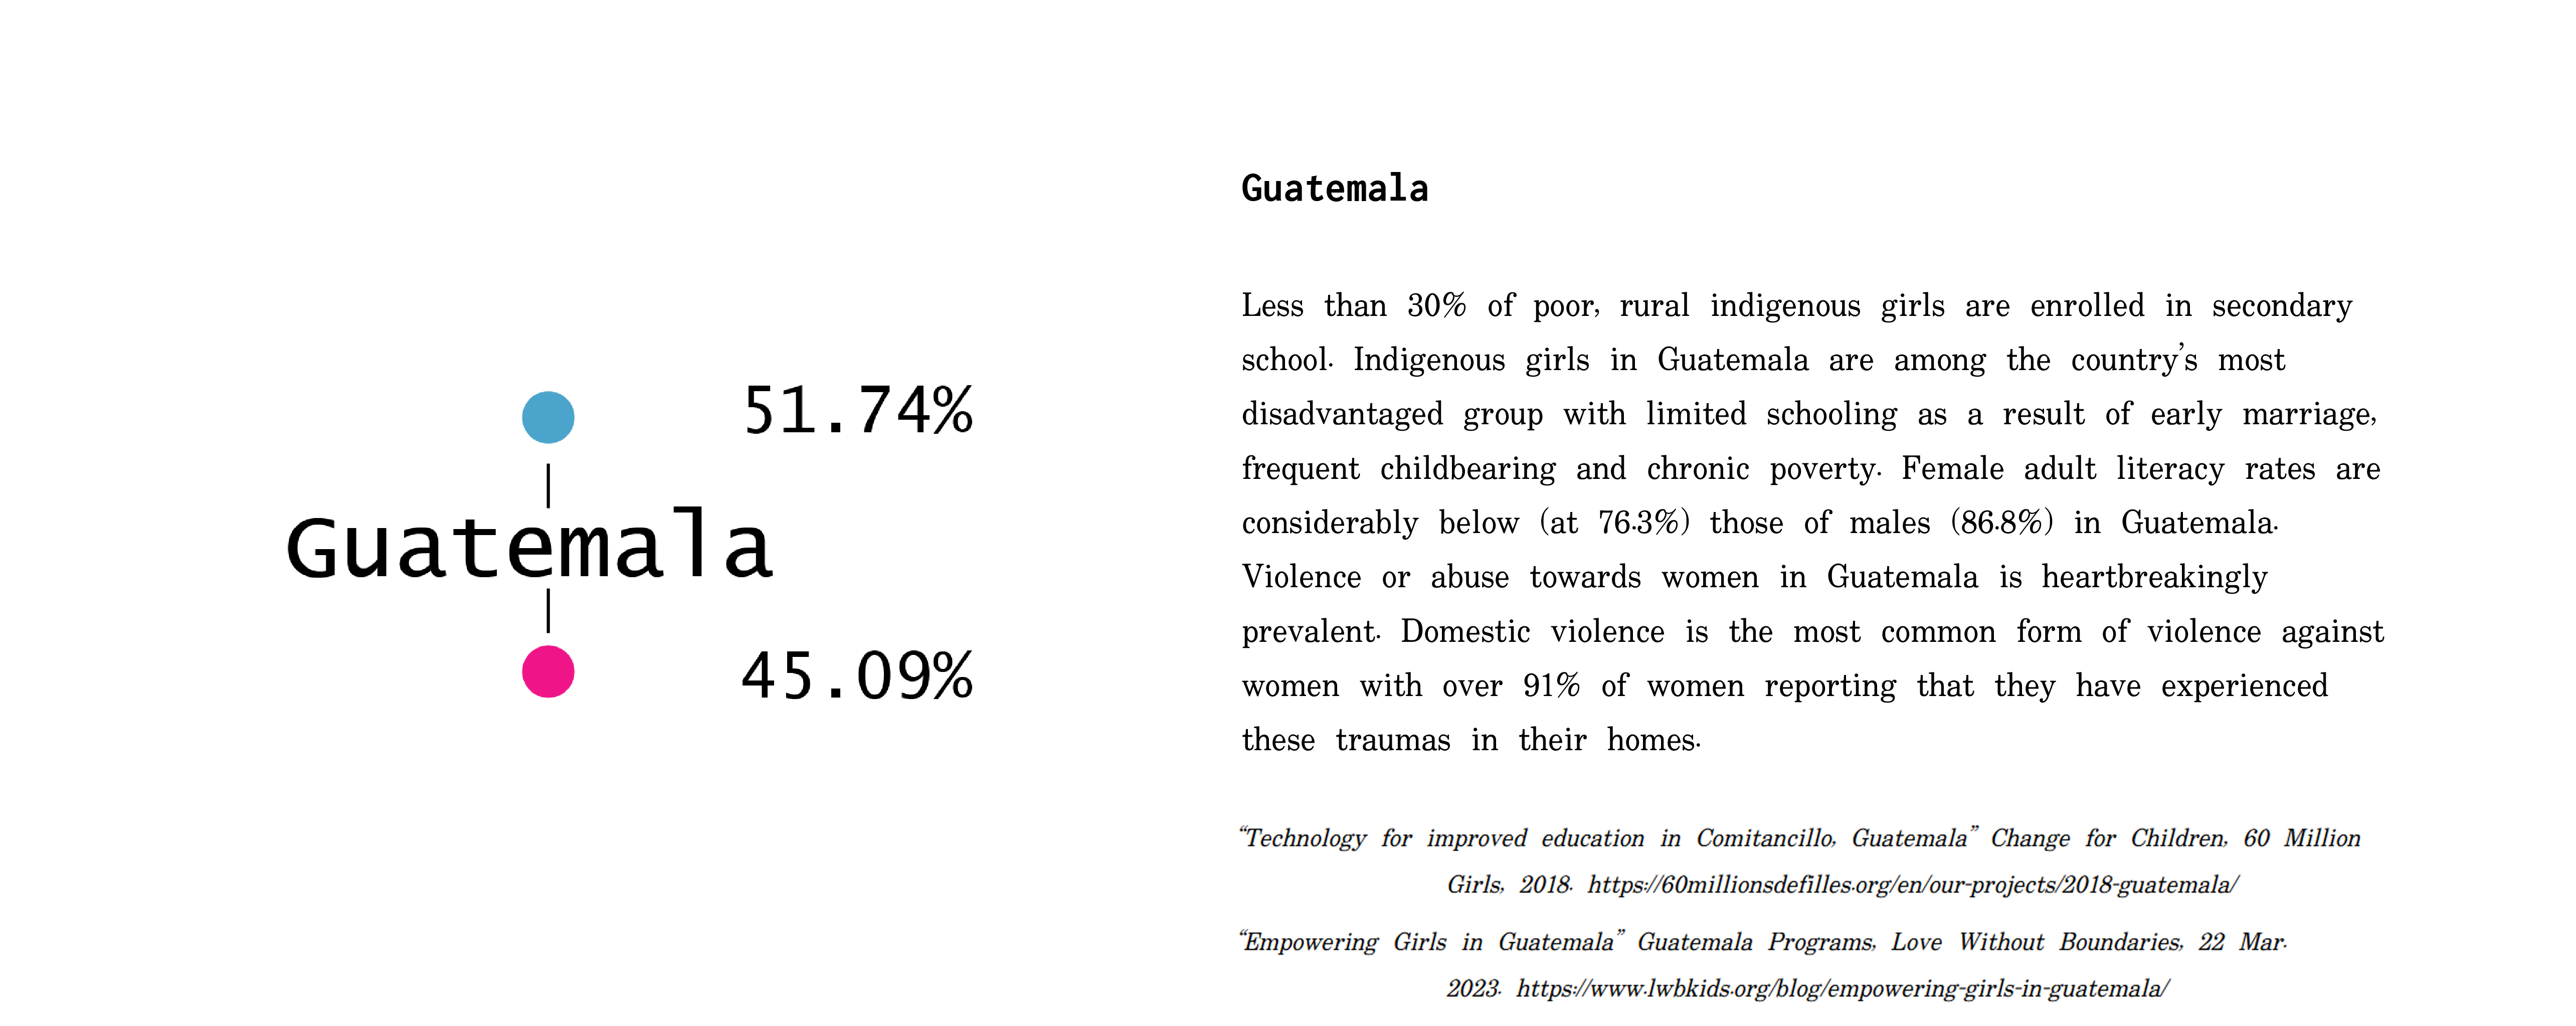 51.74%
Guatemala
45.09%
Guatemala
Less than 30% of poor, rural indigenous girls are enrolled in secondary
school. Indigenous girls in Guatemala are among the country’s most
disadvantaged group with limited schooling as a result of early marriage,
frequent childbearing and chronic poverty. Female adult literacy rates are
considerably below (at 76.3%) those of males (86.8%) in Guatemala.
Violence or abuse towards women in Guatemala is heartbreakingly
prevalent. Domestic violence is the most common form of violence against
women with over 91% of women reporting that they have experienced
these traumas in their homes.
“Technology for improved education in Comitancillo, Guatemala” Change for Children, 60 Million
Girls, 2018. https://60millionsdefilles.org/en/our-projects/2018-guatemala/
“Empowering Girls in Guatemala” Guatemala Programs, Love Without Boundaries, 22 Mar.
2023. https://www.lwbkids.org/blog/empowering-girls-in-guatemala/